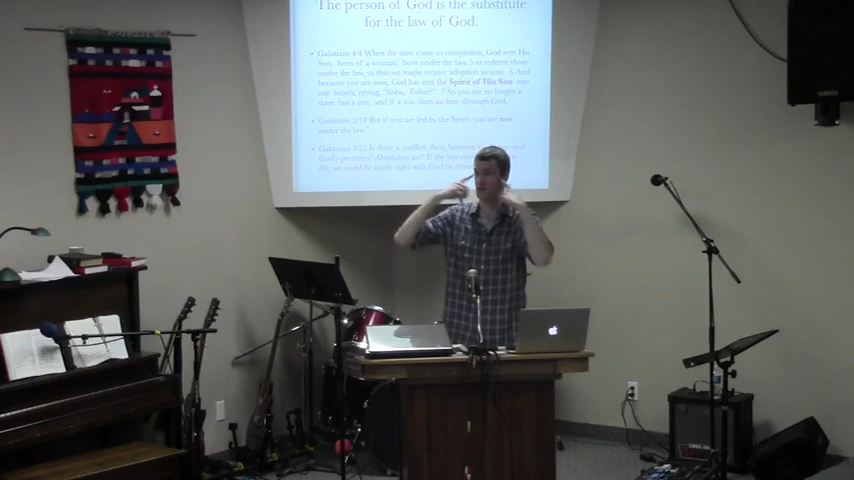 The person of God is the substitute
for the law of God.
• Galatians 4:4 When the time came to completion, God sent His
Son, born of a woman, born under the law, 5 to redeem those
under the law, so that we might receive adoption as sons. 6 And
because you are sons, God has sent the Spirit of His Son into
our hearts, crying, "Abba, Father!" 7 So you are no longer a
slave but a son, and if a son, then an heir through God.
• Galatians 5:18 But if you are led by the Spirit, you are not
under the law."
• Galatians 3:21 Is there a conflict, then, between and
God's promises? Absolutely not! If the law
life, we could be made right with God by
YAMAHA